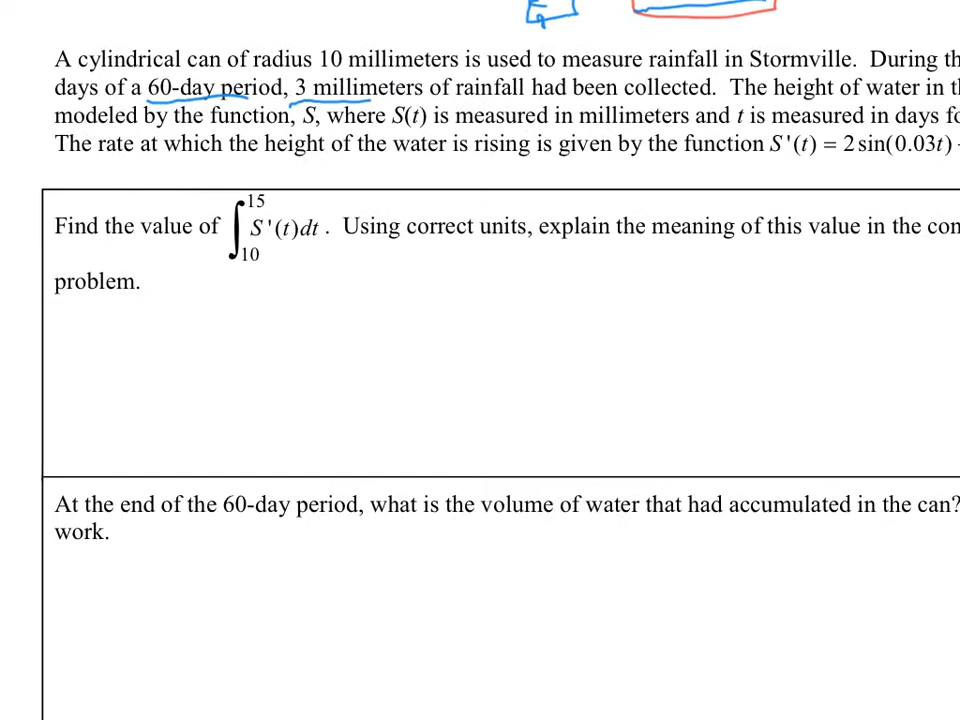 A cylindrical can of radius 10 millimeters is used to measure rainfall in Stormville. During th
days of a 60-day period, 3 millimeters of rainfall had been collected. The height of water in t
modeled by the function, S, where S(t) is measured in millimeters and t is measured in days fo
The rate at which the height of the water is rising is given by the function S'(t) = 2 sin(0.03t)
Find the value of ∫₁₀¹⁵ S'(t)dt. Using correct units, explain the meaning of this value in the con
problem.
At the end of the 60-day period, what is the volume of water that had accumulated in the can?
work.